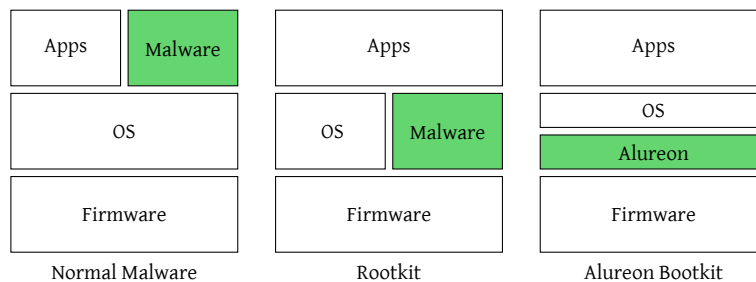 Apps Malware Apps Apps
OS OS Malware OS
Alureon
Firmware Firmware Firmware
Normal Malware Rootkit Alureon Bootkit